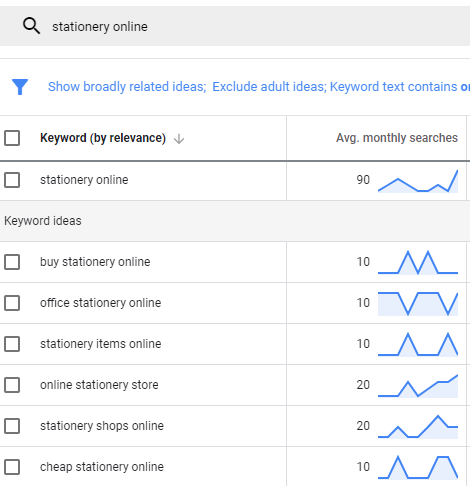 stationery online
Show broadly related ideas; Exclude adult ideas; Keyword text contains
Keyword (by relevance) Avg. monthly searches
stationery online 90
Keyword ideas
buy stationery online 10
office stationery online 10
stationery items online 10
online stationery store 20
stationery shops online 20
cheap stationery online 10